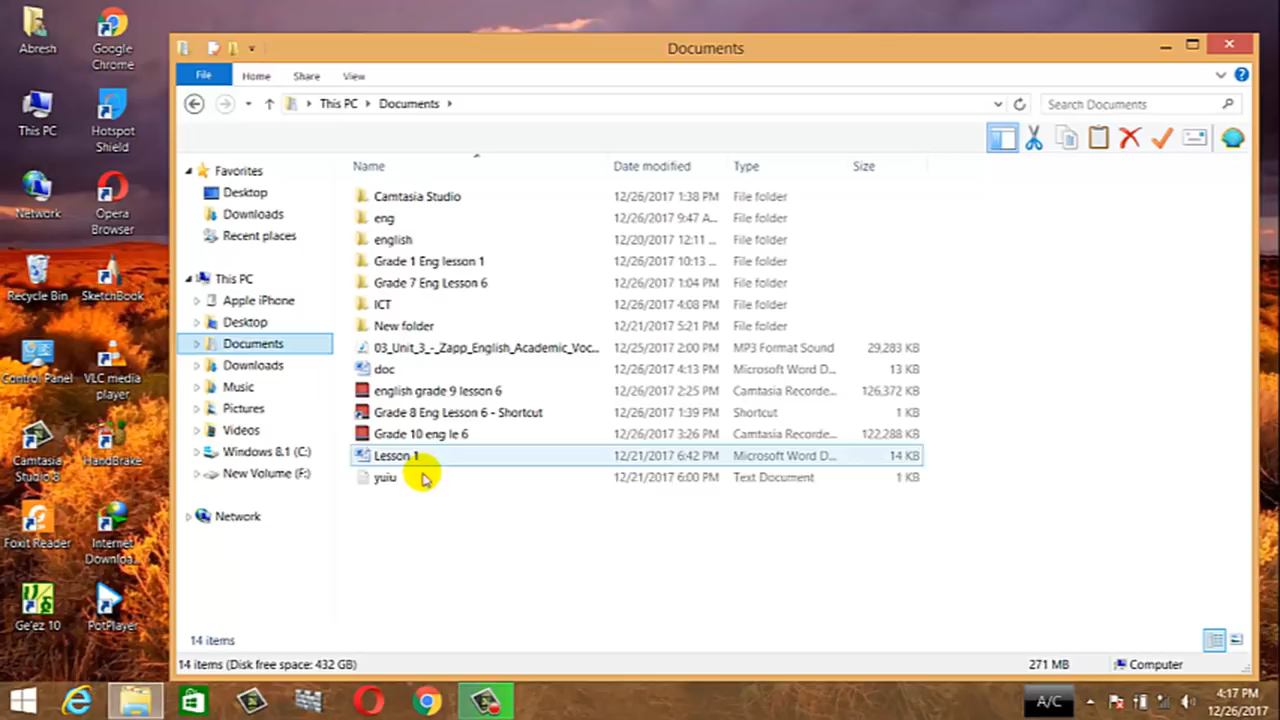 Abresh
Google Chrome
This PC
Hotspot Shield
Network
Opera Browser
Recycle Bin
SketchBook
Control Panel
VLC media player
Camtasia Studio 8
HandBrake
Foxit Reader
Internet Downloa...
Ge'ez 10
PotPlayer
Documents
File Home Share View
This PC Documents
Search Documents
Name Date modified Type Size
Favorites
Desktop
Downloads
Recent places
This PC
Apple iPhone
Desktop
Documents
Downloads
Music
Pictures
Videos
Windows 8.1 (C:)
New Volume (F:)
Network
Camtasia Studio 12/26/2017 1:38 PM File folder
eng 12/26/2017 9:47 A... File folder
english 12/20/2017 12:11 ... File folder
Grade 1 Eng lesson 1 12/26/2017 10:13 ... File folder
Grade 7 Eng Lesson 6 12/26/2017 1:04 PM File folder
ICT 12/26/2017 4:08 PM File folder
New folder 12/21/2017 5:21 PM File folder
03_Unit_3_-_Zapp_English_Academic_Voc... 12/25/2017 2:00 PM MP3 Format Sound 29,283 KB
doc 12/26/2017 4:13 PM Microsoft Word D... 13 KB
english grade 9 lesson 6 12/26/2017 2:25 PM Camtasia Recorde... 126,372 KB
Grade 8 Eng Lesson 6 - Shortcut 12/26/2017 1:39 PM Shortcut 1 KB
Grade 10 eng le 6 12/26/2017 3:26 PM Camtasia Recorde... 122,288 KB
Lesson 1 12/21/2017 6:42 PM Microsoft Word D... 14 KB
yuiu 12/21/2017 6:00 PM Text Document 1 KB
14 items
14 items (Disk free space: 432 GB) 271 MB Computer
A/C
4:17 PM
12/26/2017